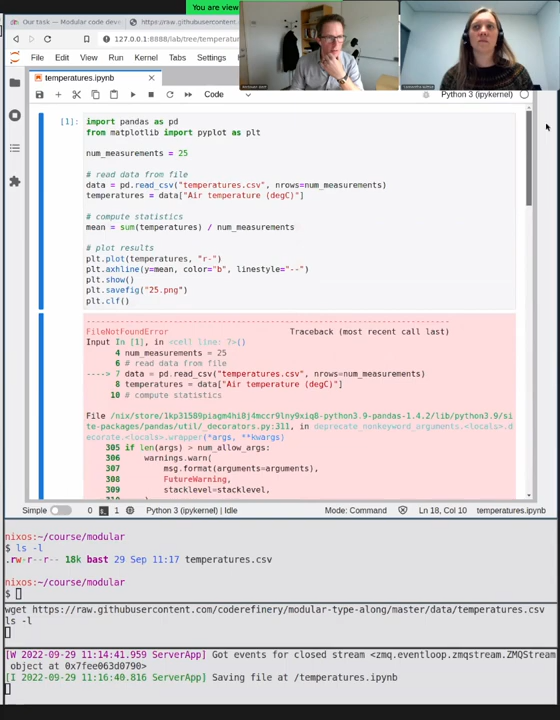 You are view
Our task — Modular code dev
https://raw.githubusercontent
127.0.0.1:8888/lab/tree/temperatur
File Edit View Run Kernel Tabs Settings
temperatures.ipynb
Code
Python 3 (ipykernel)
[1]:
import pandas as pd
from matplotlib import pyplot as plt
num_measurements = 25
# read data from file
data = pd.read_csv("temperatures.csv", nrows=num_measurements)
temperatures = data["Air temperature (degC)"]
# compute statistics
mean = sum(temperatures) / num_measurements
# plot results
plt.plot(temperatures, "r-")
plt.axhline(y=mean, color="b", linestyle="--")
plt.show()
plt.savefig("25.png")
plt.clf()
---------------------------------------------------------------------------
FileNotFoundError Traceback (most recent call last)
Input In [1], in <cell line: 7>()
4 num_measurements = 25
6 # read data from file
----> 7 data = pd.read_csv("temperatures.csv", nrows=num_measurements)
8 temperatures = data["Air temperature (degC)"]
10 # compute statistics
File /nix/store/1kp31589piagm4hi8j4mccr9lny9xiq8-python3.9-pandas-1.4.2/lib/python3.9/si
te-packages/pandas/util/_decorators.py:311, in deprecate_nonkeyword_arguments.<locals>.d
ecorate.<locals>.wrapper(*args, **kwargs)
305 if len(args) > num_allow_args:
306 warnings.warn(
307 msg.format(arguments=arguments),
308 FutureWarning,
309 stacklevel=stacklevel,
Simple 0 1 Python 3 (ipykernel) | Idle Mode: Command Ln 18, Col 10 temperatures.ipynb
nixos:~/course/modular
$ ls -l
.rw-r--r-- 18k bast 29 Sep 11:17 temperatures.csv
nixos:~/course/modular
$
wget https://raw.githubusercontent.com/coderefinery/modular-type-along/master/data/temperatures.csv
ls -l
[W 2022-09-29 11:14:41.959 ServerApp] Got events for closed stream <zmq.eventloop.zmqstream.ZMQStream
object at 0x7fee063d0790>
[I 2022-09-29 11:16:40.816 ServerApp] Saving file at /temperatures.ipynb